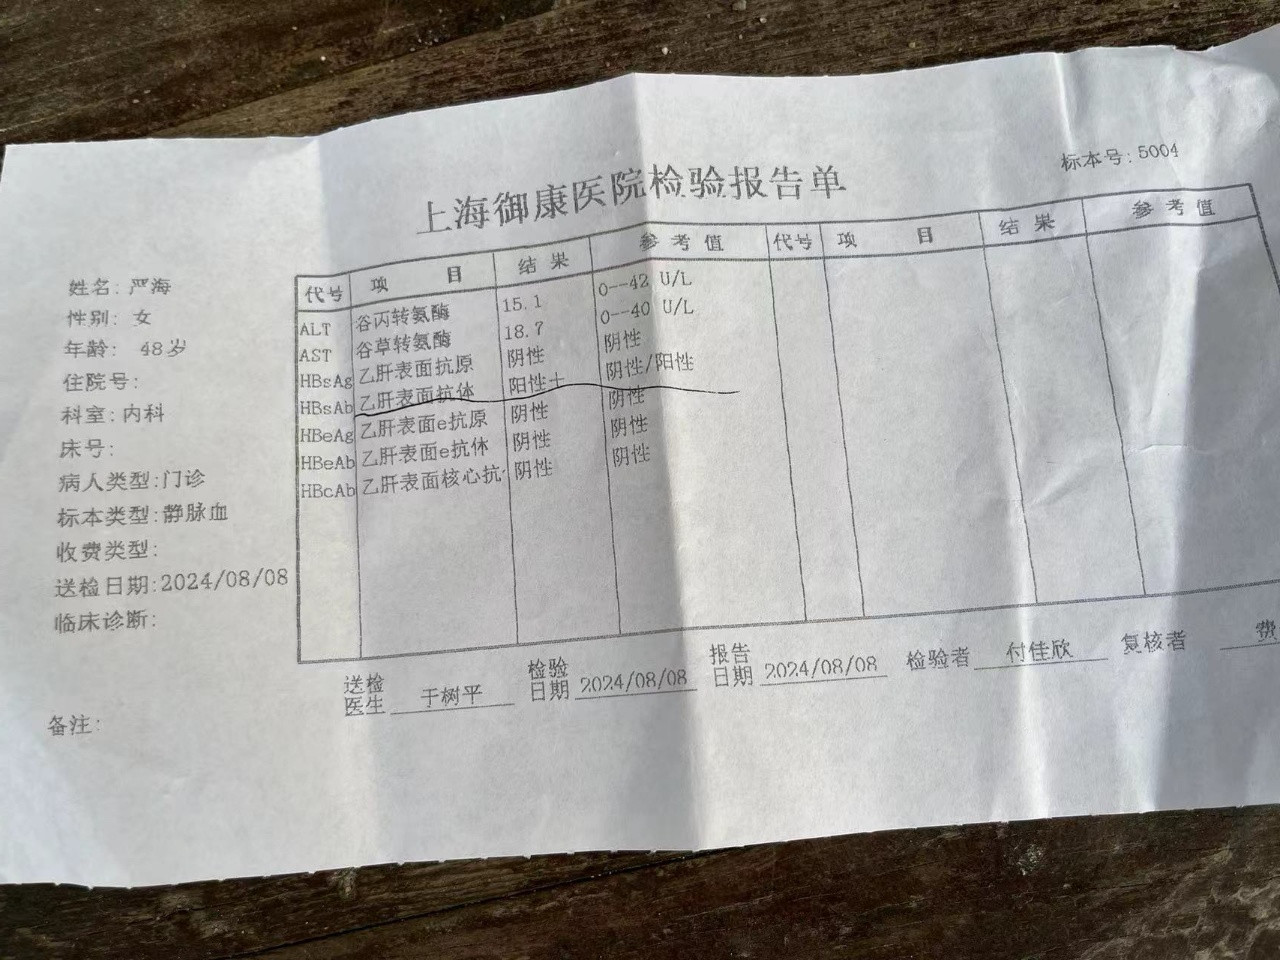 上海御康医院检验报告单
标本号:5004
姓名:严海
性别: 女
年龄: 48岁
住院号:
科室:内科
床号:
病人类型:门诊
标本类型:静脉血
收费类型:
送检日期:2024/08/08
临床诊断:
代号 项 目 结 果 参 考 值 代号 项 目 结 果 参 考 值
ALT 谷丙转氨酶 15.1 0--42 U/L
AST 谷草转氨酶 18.7 0--40 U/L
HBsAg 乙肝表面抗原 阴性 阴性
HBsAb 乙肝表面抗体 阳性+ 阴性/阳性
HBeAg 乙肝表面e抗原 阴性 阴性
HBeAb 乙肝表面e抗体 阴性 阴性
HBcAb 乙肝表面核心抗 阴性 阴性
送检医生 于树平 检验日期 2024/08/08 报告日期 2024/08/08 检验者 付佳欣 复核者 费
备注: